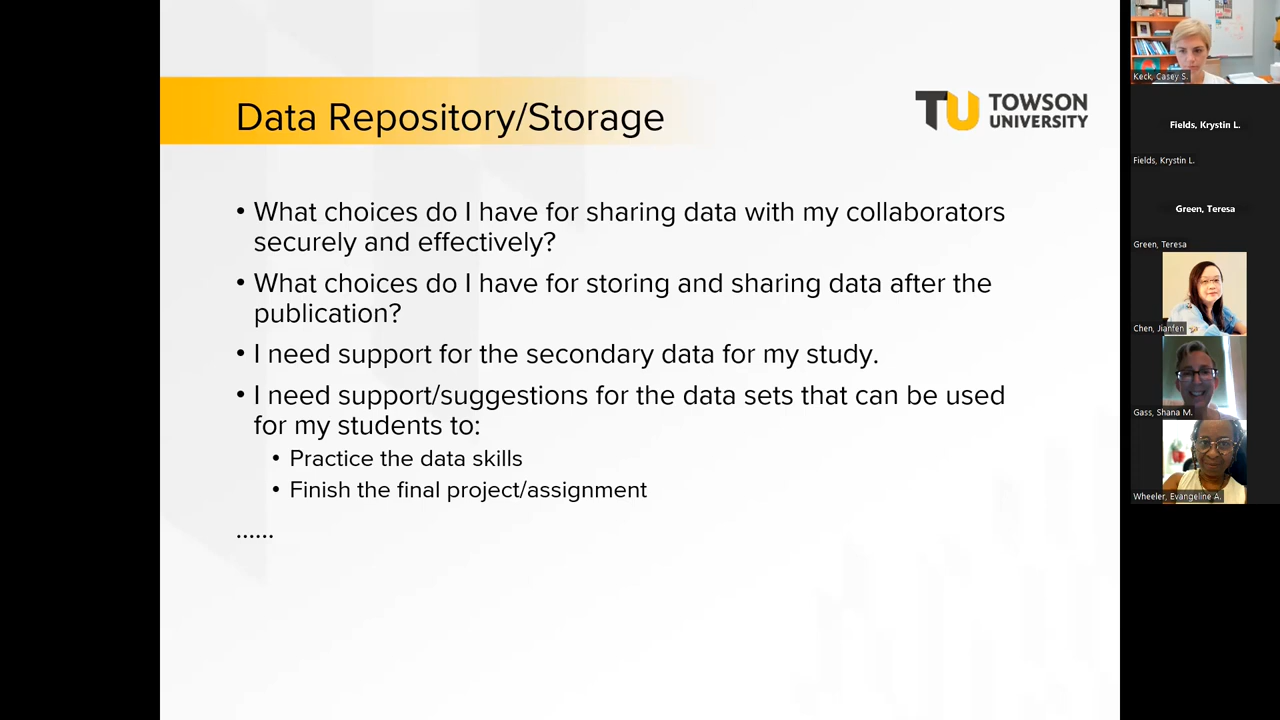 Data Repository/Storage
TU TOWSON
UNIVERSITY
• What choices do I have for sharing data with my collaborators
securely and effectively?
• What choices do I have for storing and sharing data after the
publication?
• I need support for the secondary data for my study.
• I need support/suggestions for the data sets that can be used
for my students to:
• Practice the data skills
• Finish the final project/assignment
......
Keck, Casey S.
Fields, Krystin L.
Fields, Krystin L.
Green, Teresa
Green, Teresa
Chen, Jianfen
Gass, Shana M.
Wheeler, Evangeline A.